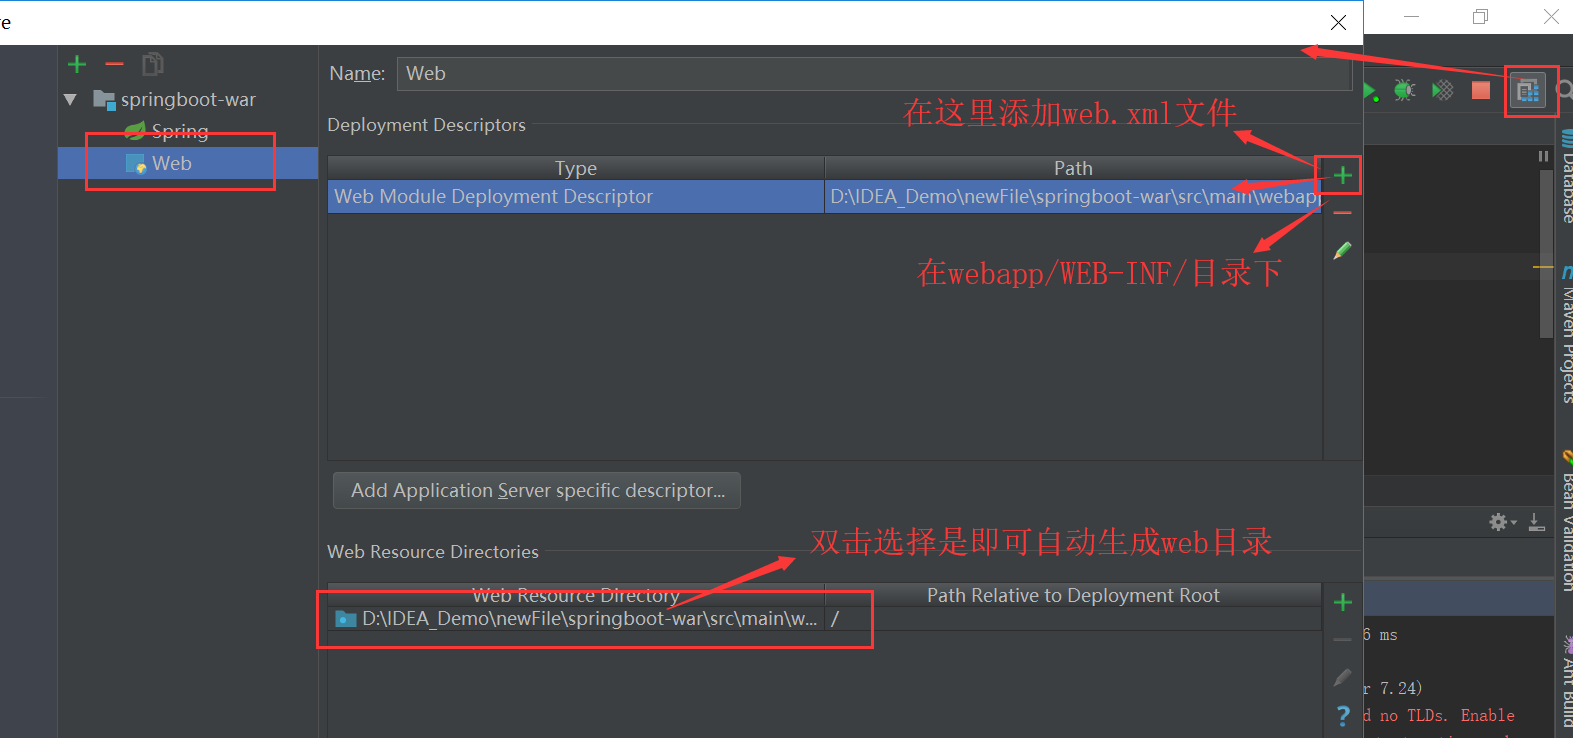 Name:
Web
springboot-war
Spring
Web
在这里添加web.xml文件
Deployment Descriptors
Type
Path
Web Module Deployment Descriptor
D:\IDEA_Demo\newFile\springboot-war\src\main\webapp
在webapp/WEB-INF/目录下
Add Application Server specific descriptor...
双击选择是即可自动生成web目录
Web Resource Directories
Web Resource Directory
Path Relative to Deployment Root
D:\IDEA_Demo\newFile\springboot-war\src\main\w...
/
Database
Maven Projects
Bean Validation
Ant Build
6 ms
r 7.24)
d no TLDs. Enable